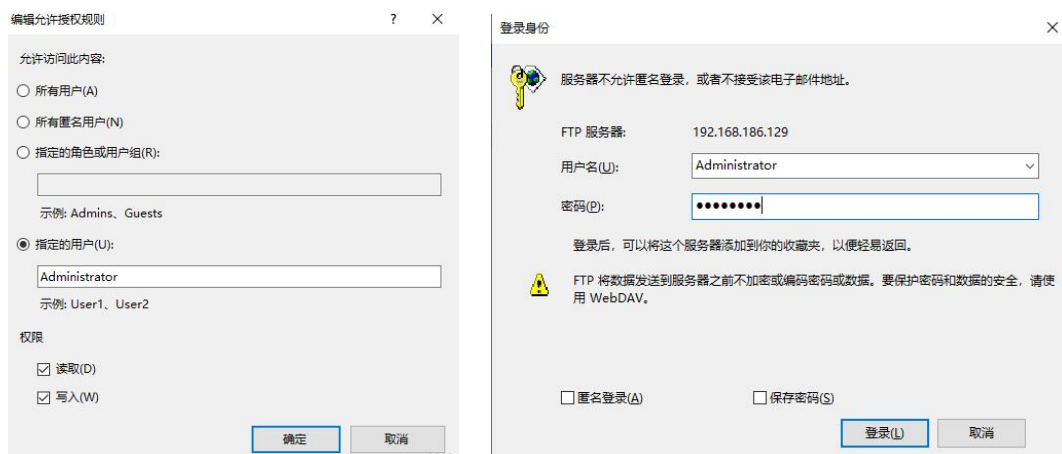 编辑允许授权规则
允许访问此内容:
所有用户(A)
所有匿名用户(N)
指定的角色或用户组(R):
示例: Admins、Guests
指定的用户(U):
Administrator
示例: User1、User2
权限
读取(D)
写入(W)
确定 取消
登录身份
服务器不允许匿名登录，或者不接受该电子邮件地址。
FTP 服务器: 192.168.186.129
用户名(U): Administrator
密码(P): ●●●●●●●●
登录后，可以将这个服务器添加到你的收藏夹，以便轻易返回。
FTP 将数据发送到服务器之前不加密或编码密码或数据。要保护密码和数据的安全，请使
用 WebDAV。
匿名登录(A) 保存密码(S)
登录(L) 取消